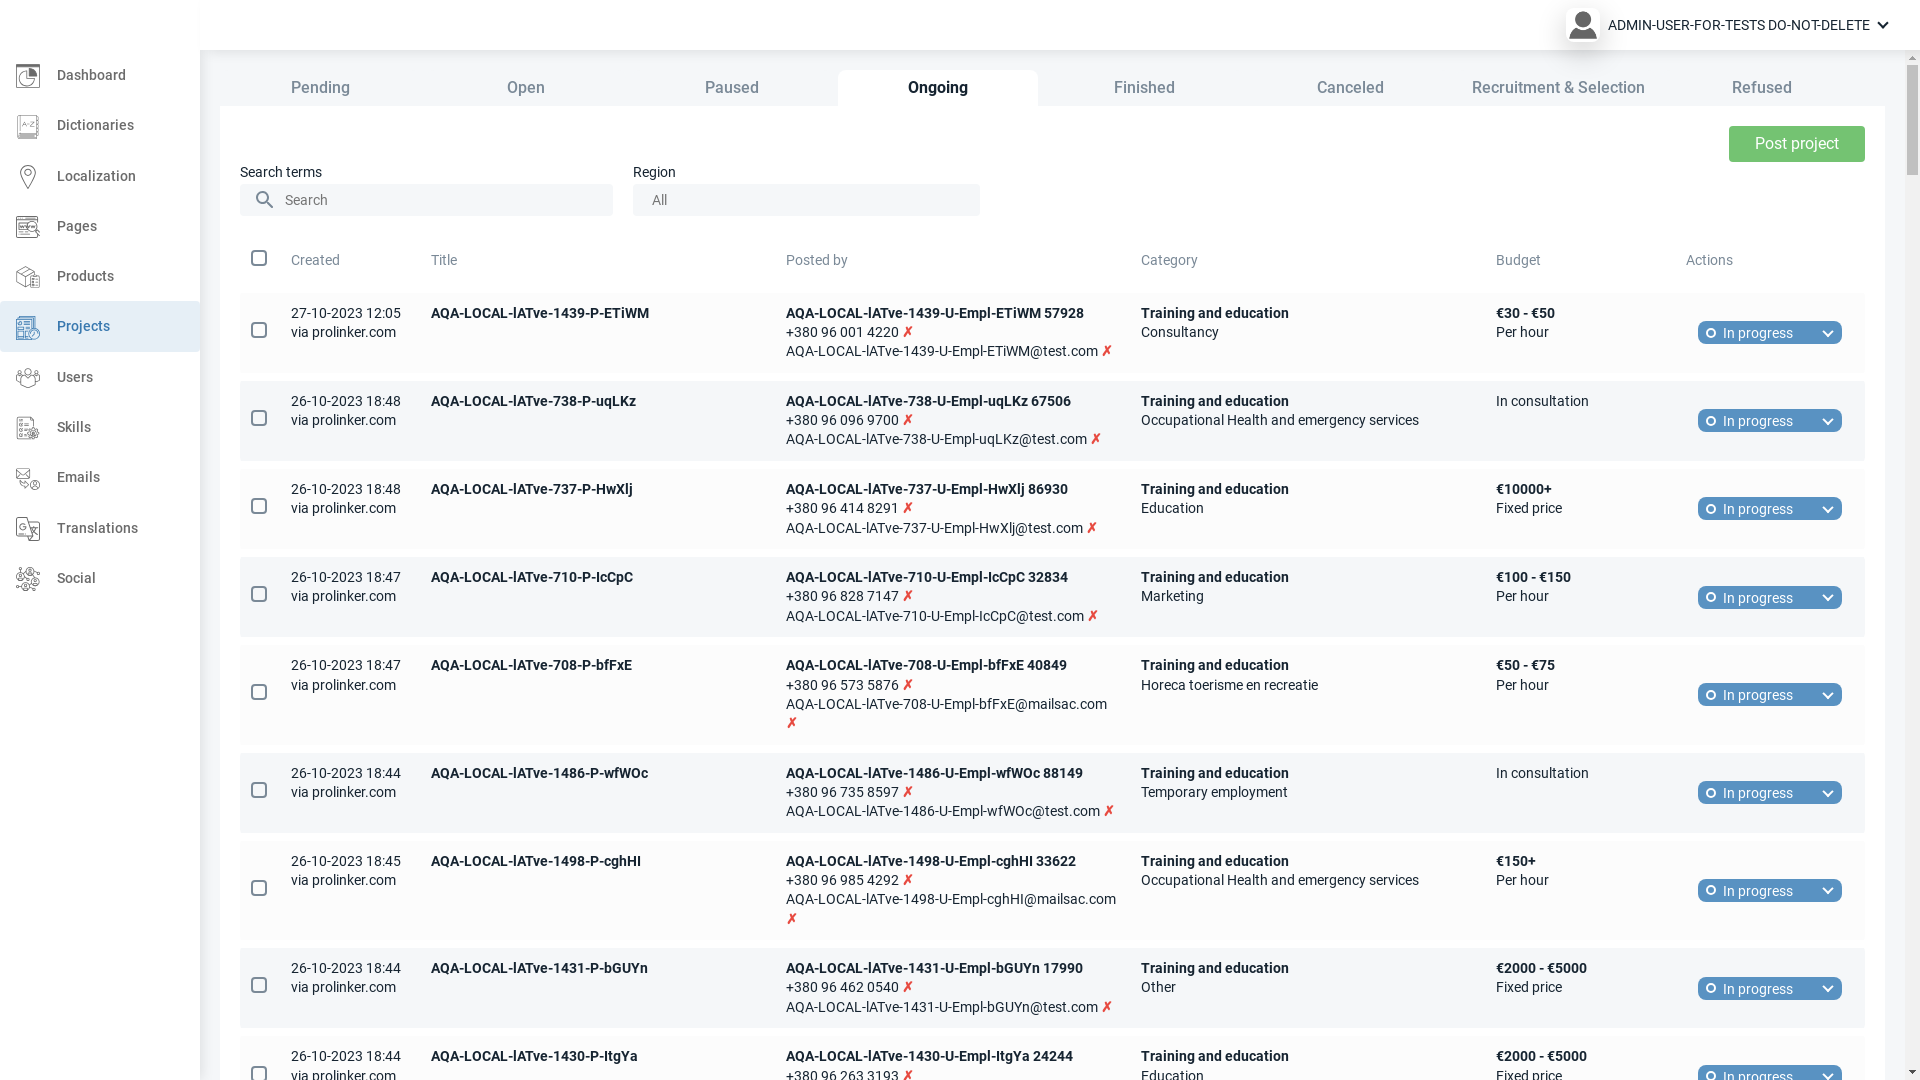 ADMIN-USER-FOR-TESTS DO-NOT-DELETE
Dashboard
Dictionaries
Localization
Pages
Products
Projects
Users
Skills
Emails
Translations
Social
Pending Open Paused Ongoing Finished Canceled Recruitment & Selection Refused
Post project
Search terms Region
Search All
Created Title Posted by Category Budget Actions
27-10-2023 12:05 AQA-LOCAL-lATve-1439-P-ETiWM AQA-LOCAL-lATve-1439-U-Empl-ETiWM 57928 Training and education €30 - €50
via prolinker.com +380 96 001 4220 ✗ Consultancy Per hour In progress
AQA-LOCAL-lATve-1439-U-Empl-ETiWM@test.com ✗
26-10-2023 18:48 AQA-LOCAL-lATve-738-P-uqLKz AQA-LOCAL-lATve-738-U-Empl-uqLKz 67506 Training and education In consultation
via prolinker.com +380 96 096 9700 ✗ Occupational Health and emergency services In progress
AQA-LOCAL-lATve-738-U-Empl-uqLKz@test.com ✗
26-10-2023 18:48 AQA-LOCAL-lATve-737-P-HwXlj AQA-LOCAL-lATve-737-U-Empl-HwXlj 86930 Training and education €10000+
via prolinker.com +380 96 414 8291 ✗ Education Fixed price In progress
AQA-LOCAL-lATve-737-U-Empl-HwXlj@test.com ✗
26-10-2023 18:47 AQA-LOCAL-lATve-710-P-IcCpC AQA-LOCAL-lATve-710-U-Empl-IcCpC 32834 Training and education €100 - €150
via prolinker.com +380 96 828 7147 ✗ Marketing Per hour In progress
AQA-LOCAL-lATve-710-U-Empl-IcCpC@test.com ✗
26-10-2023 18:47 AQA-LOCAL-lATve-708-P-bfFxE AQA-LOCAL-lATve-708-U-Empl-bfFxE 40849 Training and education €50 - €75
via prolinker.com +380 96 573 5876 ✗ Horeca toerisme en recreatie Per hour In progress
AQA-LOCAL-lATve-708-U-Empl-bfFxE@mailsac.com
✗
26-10-2023 18:44 AQA-LOCAL-lATve-1486-P-wfWOc AQA-LOCAL-lATve-1486-U-Empl-wfWOc 88149 Training and education In consultation
via prolinker.com +380 96 735 8597 ✗ Temporary employment In progress
AQA-LOCAL-lATve-1486-U-Empl-wfWOc@test.com ✗
26-10-2023 18:45 AQA-LOCAL-lATve-1498-P-cghHI AQA-LOCAL-lATve-1498-U-Empl-cghHI 33622 Training and education €150+
via prolinker.com +380 96 985 4292 ✗ Occupational Health and emergency services Per hour In progress
AQA-LOCAL-lATve-1498-U-Empl-cghHI@mailsac.com
✗
26-10-2023 18:44 AQA-LOCAL-lATve-1431-P-bGUYn AQA-LOCAL-lATve-1431-U-Empl-bGUYn 17990 Training and education €2000 - €5000
via prolinker.com +380 96 462 0540 ✗ Other Fixed price In progress
AQA-LOCAL-lATve-1431-U-Empl-bGUYn@test.com ✗
26-10-2023 18:44 AQA-LOCAL-lATve-1430-P-ItgYa AQA-LOCAL-lATve-1430-U-Empl-ItgYa 24244 Training and education €2000 - €5000
via prolinker.com +380 96 263 3193 ✗ Education Fixed price In progress